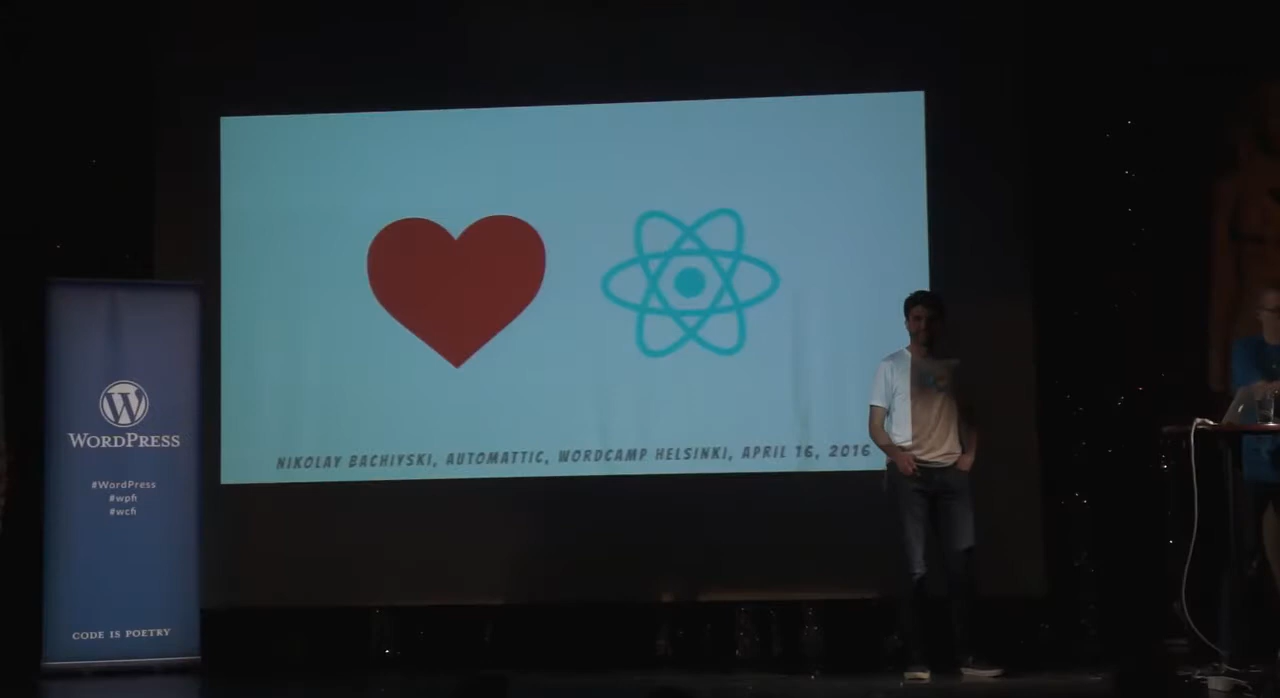 NIKOLAY BACHIYSKI, AUTOMATTIC, WORDCAMP HELSINKI, APRIL 16, 2016
W
WORDPRESS
#WordPress
#wpfi
#wcfi
CODE IS POETRY